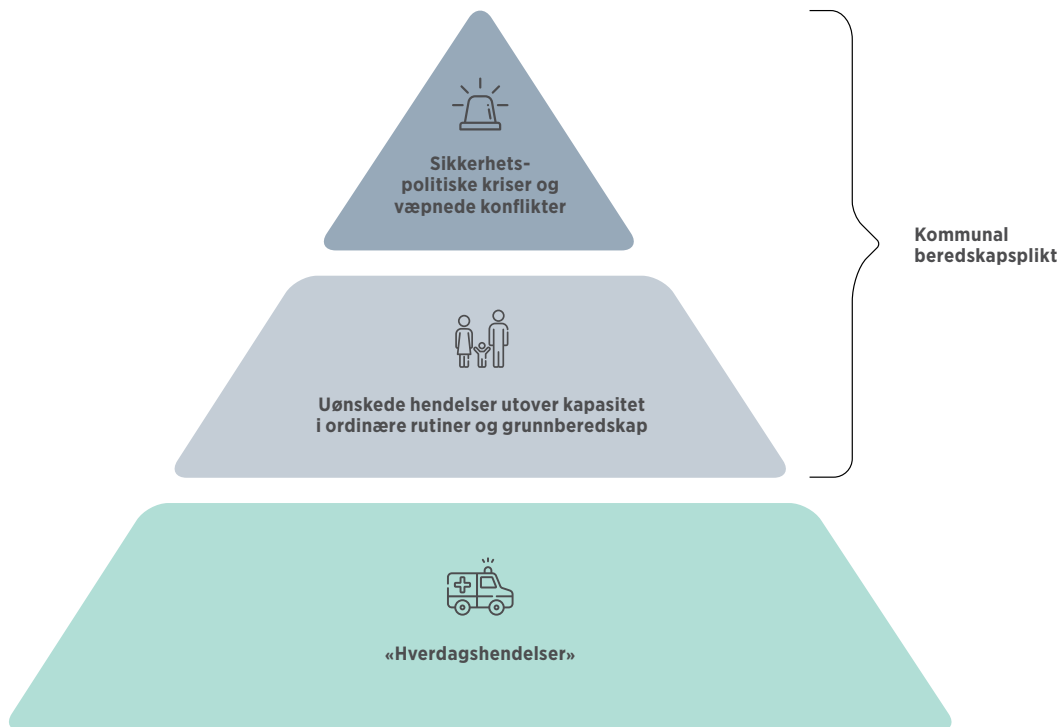 Sikkerhets-
politiske kriser og
væpnede konflikter
Kommunal
beredskapsplikt
Uønskede hendelser utover kapasitet
i ordinære rutiner og grunnberedskap
«Hverdagshendelser»